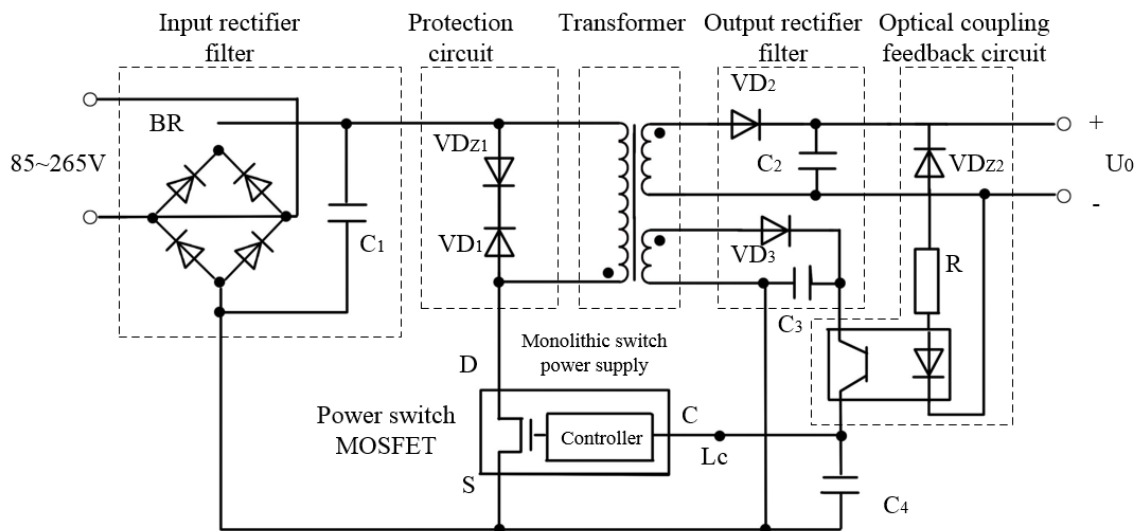 Input rectifier
filter
Protection
circuit
Transformer
Output rectifier
filter
Optical coupling
feedback circuit
BR
85~265V
C1
VDZ1
VD1
VD2
C2
VD3
C3
VDZ2
R
+
U0
-
D
Monolithic switch
power supply
Power switch
MOSFET
Controller
C
Lc
S
C4